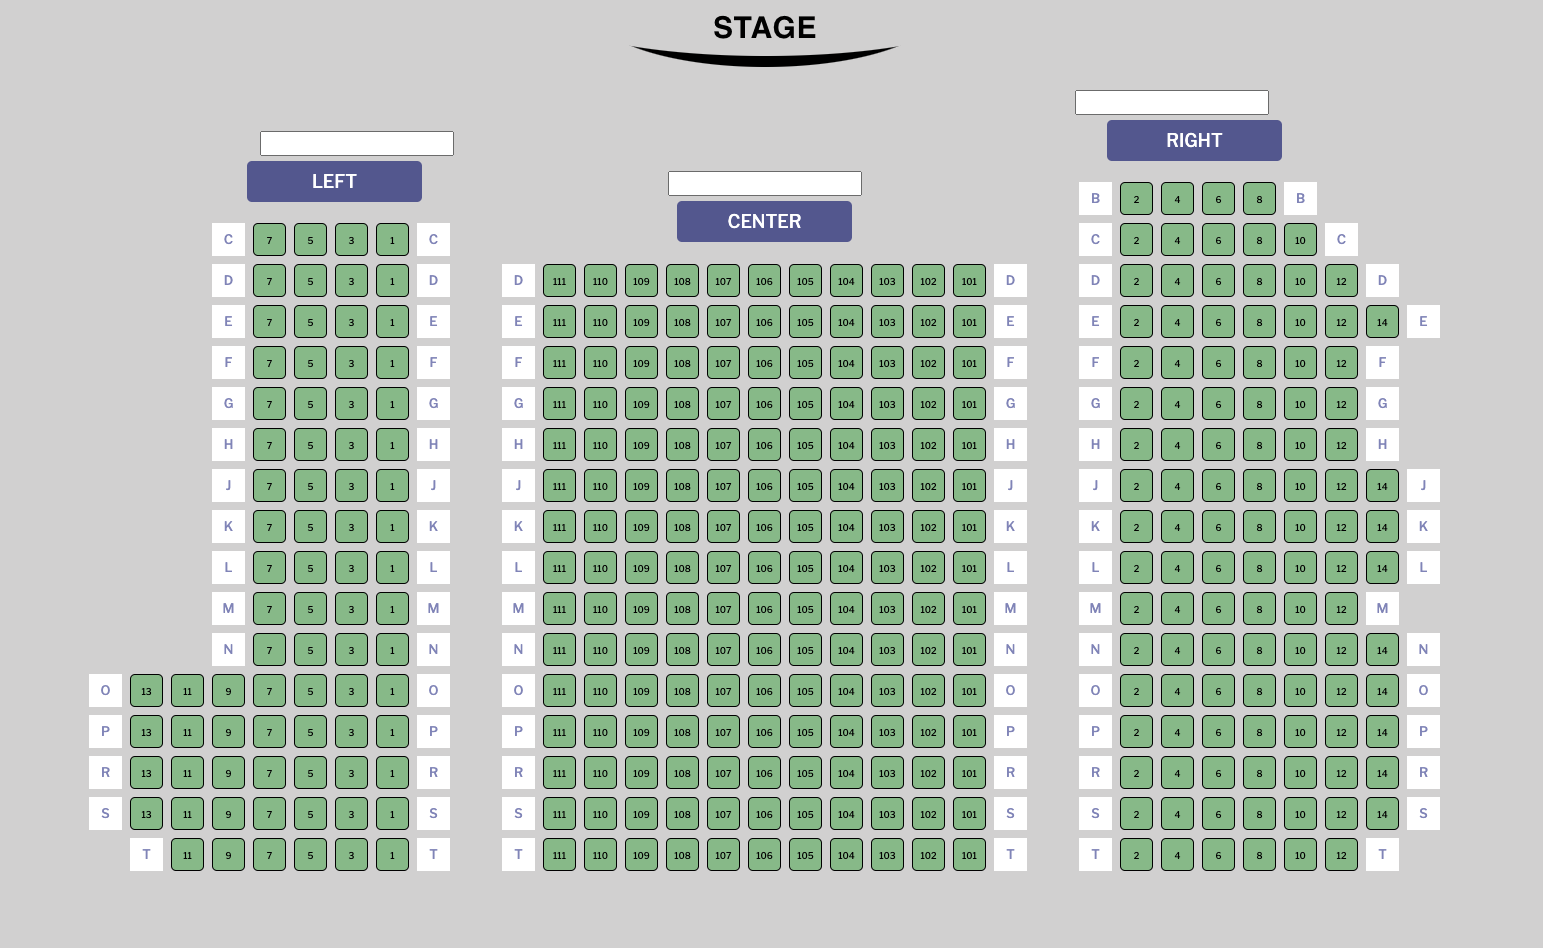 STAGE
RIGHT
LEFT
B 2 4 6 8 B
CENTER
C 7 5 3 1 C C 2 4 6 8 10 C
D 7 5 3 1 D D 111 110 109 108 107 106 105 104 103 102 101 D D 2 4 6 8 10 12 D
E 7 5 3 1 E E 111 110 109 108 107 106 105 104 103 102 101 E E 2 4 6 8 10 12 14 E
F 7 5 3 1 F F 111 110 109 108 107 106 105 104 103 102 101 F F 2 4 6 8 10 12 F
G 7 5 3 1 G G 111 110 109 108 107 106 105 104 103 102 101 G G 2 4 6 8 10 12 G
H 7 5 3 1 H H 111 110 109 108 107 106 105 104 103 102 101 H H 2 4 6 8 10 12 H
J 7 5 3 1 J J 111 110 109 108 107 106 105 104 103 102 101 J J 2 4 6 8 10 12 14 J
K 7 5 3 1 K K 111 110 109 108 107 106 105 104 103 102 101 K K 2 4 6 8 10 12 14 K
L 7 5 3 1 L L 111 110 109 108 107 106 105 104 103 102 101 L L 2 4 6 8 10 12 14 L
M 7 5 3 1 M M 111 110 109 108 107 106 105 104 103 102 101 M M 2 4 6 8 10 12 M
N 7 5 3 1 N N 111 110 109 108 107 106 105 104 103 102 101 N N 2 4 6 8 10 12 14 N
O 13 11 9 7 5 3 1 O O 111 110 109 108 107 106 105 104 103 102 101 O O 2 4 6 8 10 12 14 O
P 13 11 9 7 5 3 1 P P 111 110 109 108 107 106 105 104 103 102 101 P P 2 4 6 8 10 12 14 P
R 13 11 9 7 5 3 1 R R 111 110 109 108 107 106 105 104 103 102 101 R R 2 4 6 8 10 12 14 R
S 13 11 9 7 5 3 1 S S 111 110 109 108 107 106 105 104 103 102 101 S S 2 4 6 8 10 12 14 S
T 11 9 7 5 3 1 T T 111 110 109 108 107 106 105 104 103 102 101 T T 2 4 6 8 10 12 T